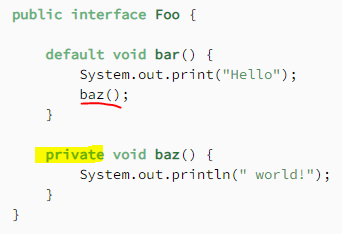 public interface Foo {
default void bar() {
System.out.print("Hello");
baz();
}
private void baz() {
System.out.println(" world!");
}
}